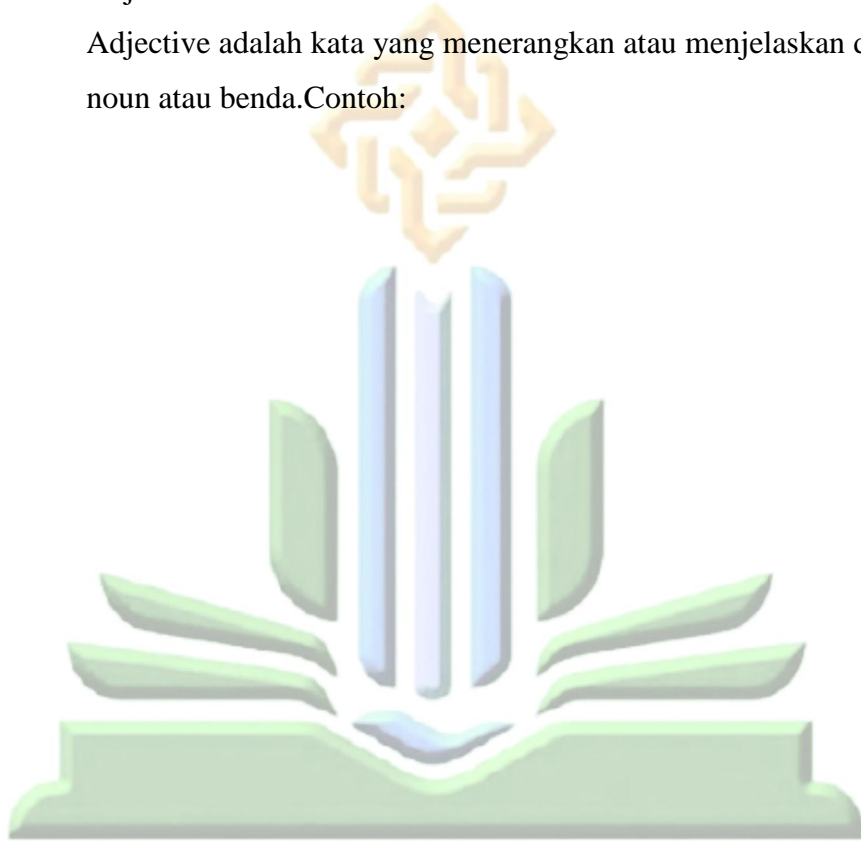 Adjective adalah kata yang menerangkan atau menjelaskan
noun atau benda.Contoh: